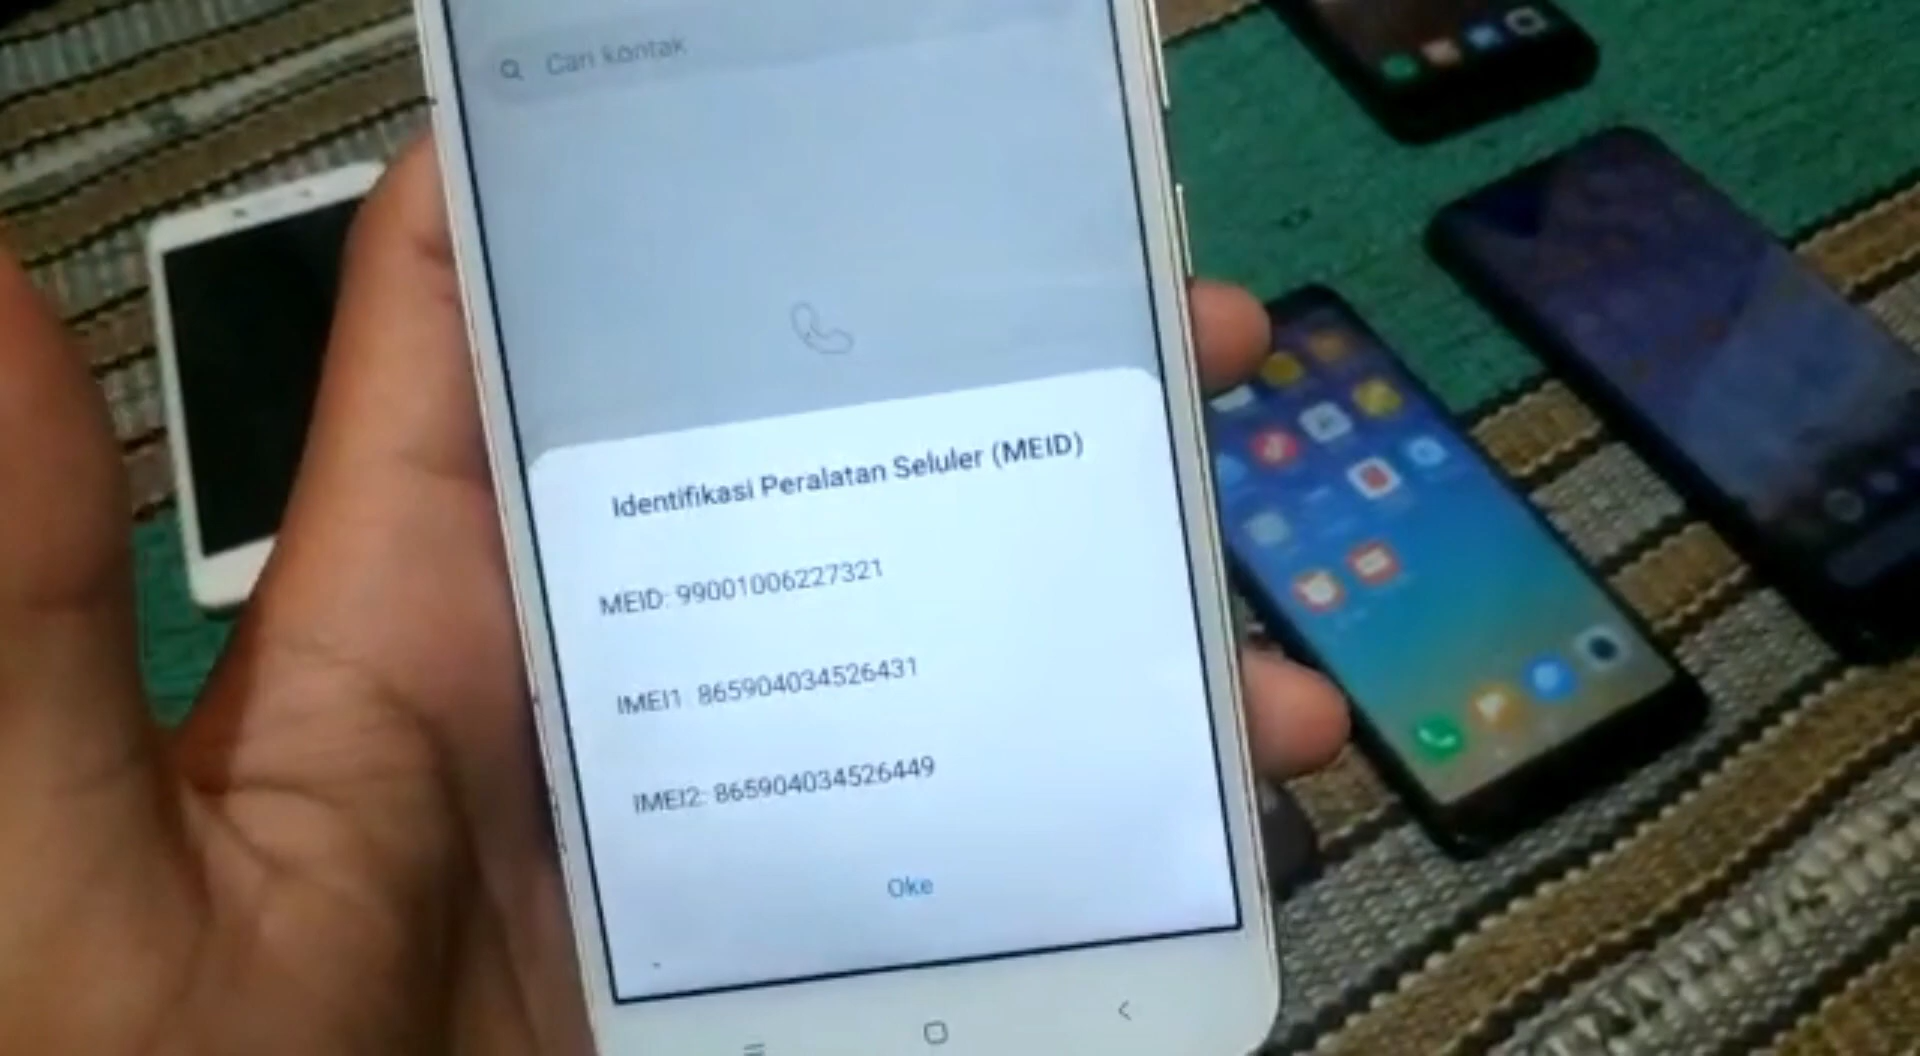 Cari kontak
Identifikasi Peralatan Seluler (MEID)
MEID: 99001006227321
IMEI1: 865904034526431
IMEI2: 865904034526449
Oke